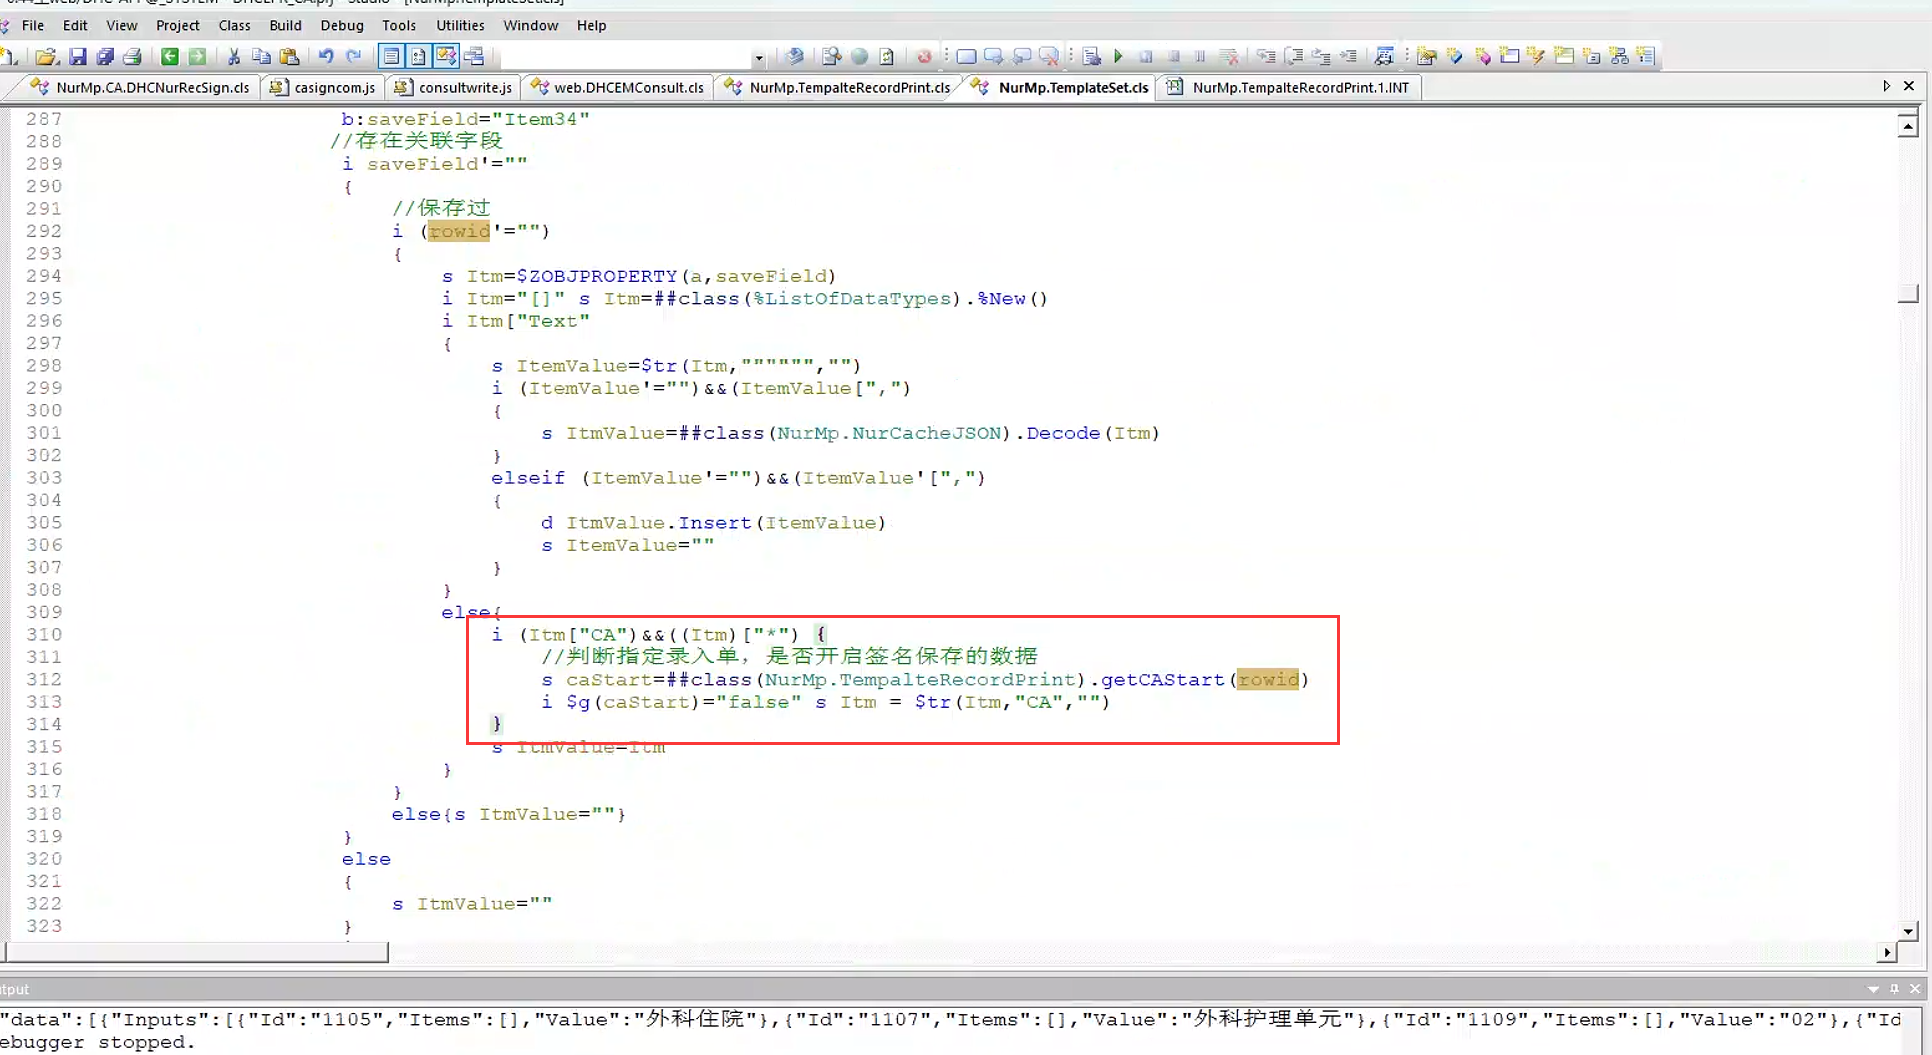 File Edit View Project Class Build Debug Tools Utilities Window Help
NurMp.CA.DHCNurRecSign.cls casigncom.js consultwrite.js web.DHCEMConsult.cls NurMp.TempalteRecordPrint.cls NurMp.TemplateSet.cls NurMp.TempalteRecordPrint.1.INT
287 b:saveField="Item34"
288 //存在关联字段
289 i saveField'=""
290 {
291 //保存过
292 i (rowid'="")
293 {
294 s Itm=$ZOBJPROPERTY(a,saveField)
295 i Itm="[]" s Itm=##class(%ListOfDataTypes).%New()
296 i Itm["Text"
297 {
298 s ItemValue=$tr(Itm,"""""","")
299 i (ItemValue'="")&&(ItemValue[",")
300 {
301 s ItmValue=##class(NurMp.NurCacheJSON).Decode(Itm)
302 }
303 elseif (ItemValue'="")&&(ItemValue'[",")
304 {
305 d ItmValue.Insert(ItemValue)
306 s ItemValue=""
307 }
308 }
309 else{
310 i (Itm["CA")&&((Itm)["*") {
311 //判断指定录入单，是否开启签名保存的数据
312 s caStart=##class(NurMp.TempalteRecordPrint).getCAStart(rowid)
313 i $g(caStart)="false" s Itm = $tr(Itm,"CA","")
314 }
315 s ItmValue=Itm
316 }
317 }
318 else{s ItmValue=""}
319 }
320 else
321 {
322 s ItmValue=""
323 }
"data":[{"Inputs":[{"Id":"1105","Items":[],"Value":"外科住院"},{"Id":"1107","Items":[],"Value":"外科护理单元"},{"Id":"1109","Items":[],"Value":"02"},{"Id
ebugger stopped.